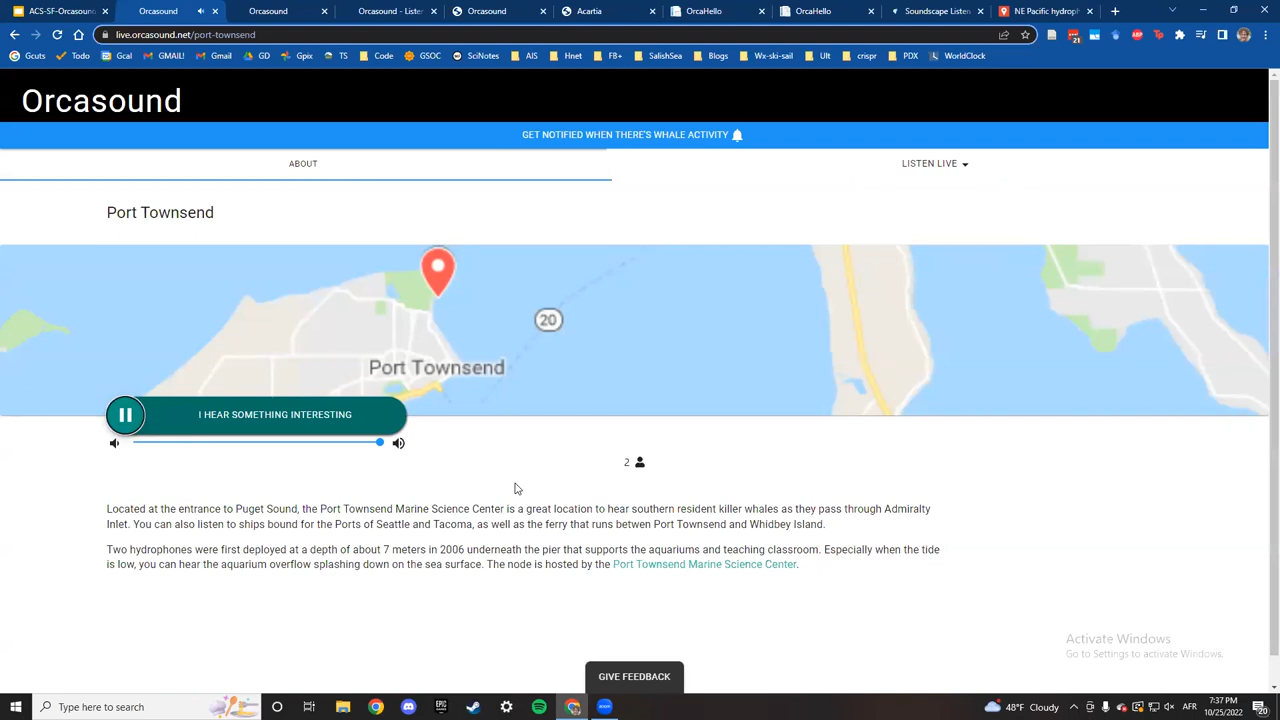 ACS-SF-Orcasound
Orcasound
Orcasound
Orcasound - Listen
Orcasound
Acartia
OrcaHello
OrcaHello
Soundscape Listen
NE Pacific hydroph
live.orcasound.net/port-townsend
21
ABP
Gcuts
Todo
Gcal
GMAIL!
Gmail
GD
Gpix
TS
Code
GSOC
SciNotes
AIS
Hnet
FB+
SalishSea
Blogs
Wx-ski-sail
Ult
crispr
PDX
WorldClock
Orcasound
GET NOTIFIED WHEN THERE'S WHALE ACTIVITY
ABOUT
LISTEN LIVE
Port Townsend
20
Port Townsend
I HEAR SOMETHING INTERESTING
2
Located at the entrance to Puget Sound, the Port Townsend Marine Science Center is a great location to hear southern resident killer whales as they pass through Admiralty
Inlet. You can also listen to ships bound for the Ports of Seattle and Tacoma, as well as the ferry that runs betwen Port Townsend and Whidbey Island.
Two hydrophones were first deployed at a depth of about 7 meters in 2006 underneath the pier that supports the aquariums and teaching classroom. Especially when the tide
is low, you can hear the aquarium overflow splashing down on the sea surface. The node is hosted by the Port Townsend Marine Science Center.
Activate Windows
Go to Settings to activate Windows.
GIVE FEEDBACK
Type here to search
EPIC
zoom
48°F Cloudy
AFR
7:37 PM
10/25/2022
20